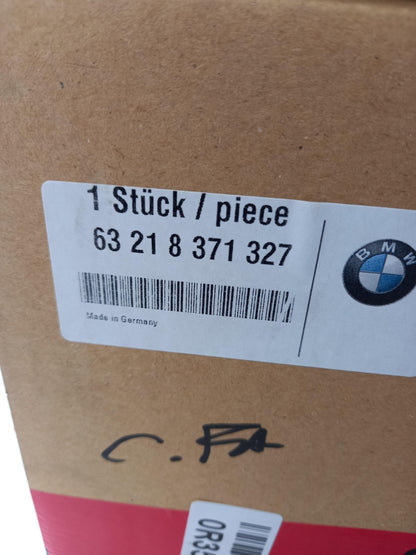 1 Stück / piece
63 21 8 371 327
BMW
Made in Germany